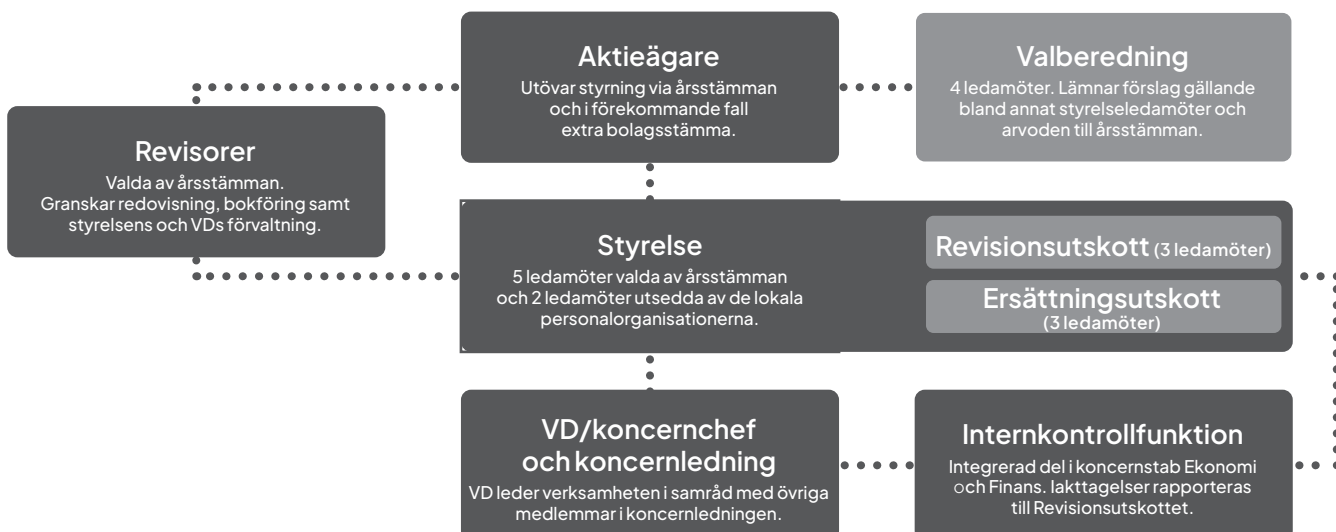 Aktieägare
Utövar styrning via årsstämman
och i förekommande fall
extra bolagsstämma.
Valberedning
4 ledamöter. Lämnar förslag gällande
bland annat styrelseledamöter och
arvoden till årsstämman.
Revisorer
Valda av årsstämman.
Granskar redovisning, bokföring samt
styrelsens och VDs förvaltning.
Styrelse
5 ledamöter valda av årsstämman
och 2 ledamöter utsedda av de lokala
personalorganisationerna.
Revisionsutskott (3 ledamöter)
Ersättningsutskott
(3 ledamöter)
VD/koncernchef
och koncernledning
VD leder verksamheten i samråd med övriga
medlemmar i koncernledningen.
Internkontrollfunktion
Integrerad del i koncernstab Ekonomi
och Finans. Iakttagelser rapporteras
till Revisionsutskottet.